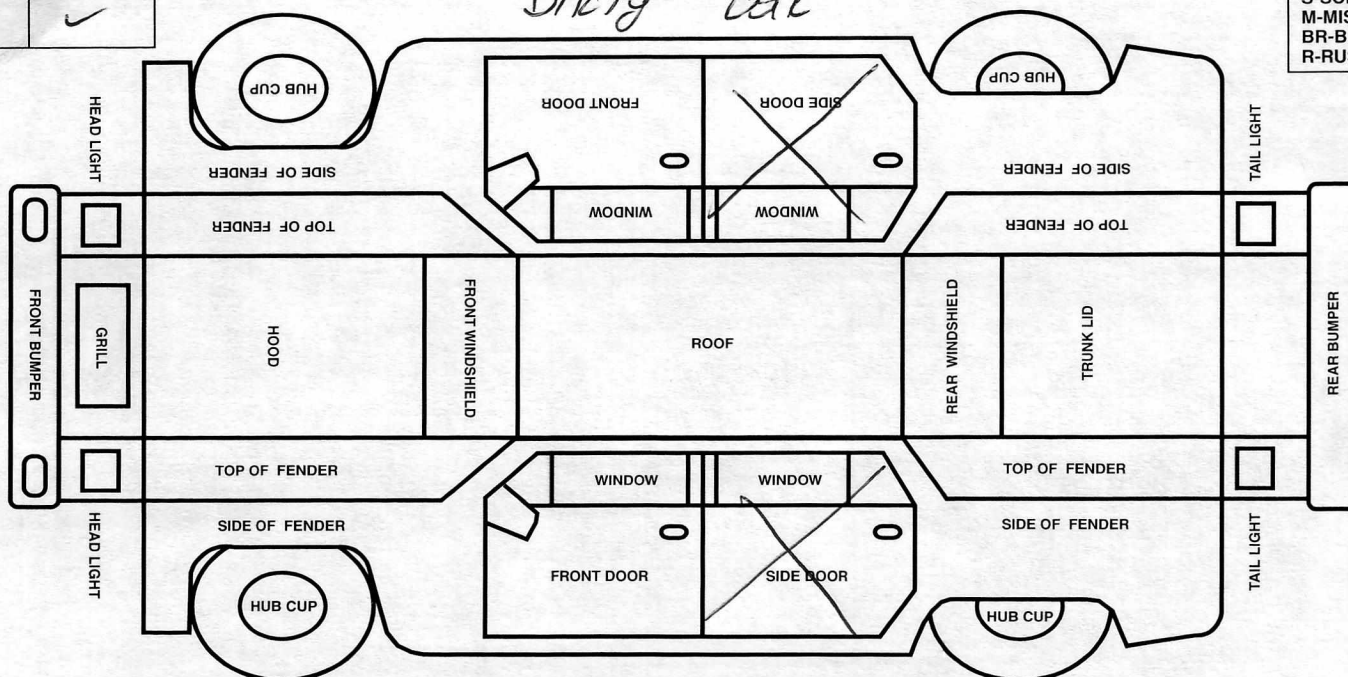 Dirty Car
M-MIS
HUB CUP
FRONT DOOR
SIDE DOOR
HUB CUP
HEAD LIGHT
SIDE OF FENDER
SIDE OF FENDER
TAIL LIGHT
TOP OF FENDER
WINDOW
WINDOW
TOP OF FENDER
FRONT BUMPER
GRILL
HOOD
FRONT WINDSHIELD
ROOF
REAR WINDSHIELD
TRUNK LID
REAR BUMPER
TOP OF FENDER
WINDOW
WINDOW
TOP OF FENDER
HEAD LIGHT
SIDE OF FENDER
SIDE OF FENDER
TAIL LIGHT
FRONT DOOR
SIDE DOOR
HUB CUP
HUB CUP